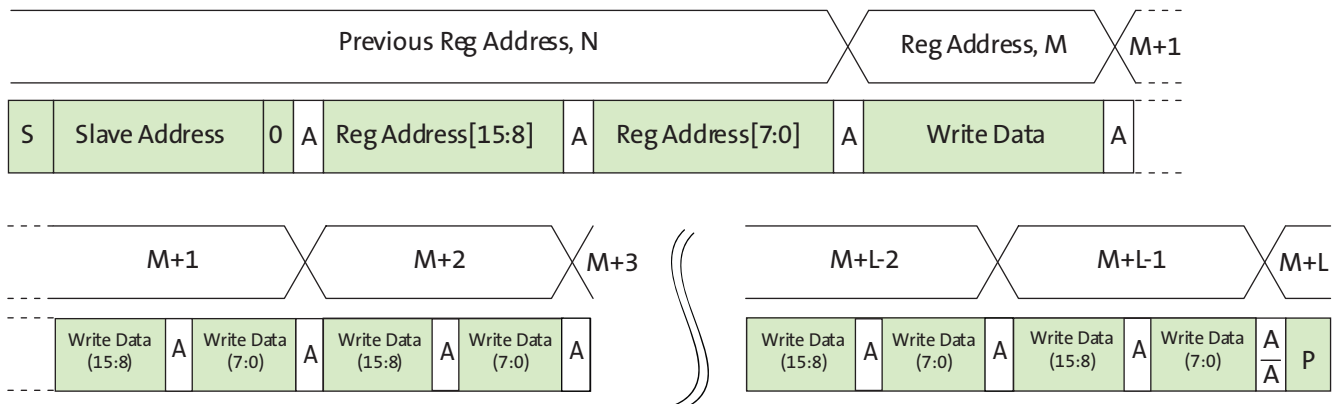 Previous Reg Address, N
Reg Address, M
M+1
S
Slave Address
0
A
Reg Address[15:8]
A
Reg Address[7:0]
A
Write Data
A
M+1
M+2
M+3
M+L-2
M+L-1
M+L
Write Data
(15:8)
A
Write Data
(7:0)
A
Write Data
(15:8)
A
Write Data
(7:0)
A
Write Data
(15:8)
A
Write Data
(7:0)
A
Write Data
(15:8)
A
Write Data
(7:0)
A
A
P